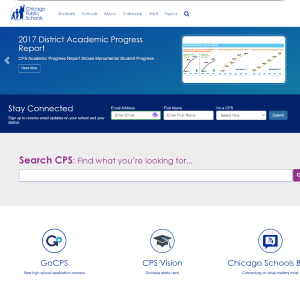 Chicago
Public
Schools
Students Schools About Calendar Staff Topics
2017 District Academic Progress
Report
CPS Academic Progress Report Shows Monumental Student Progress
Read More
Stay Connected
Sign up to receive email updates on your school and your
district
Email Address
Enter Email
First Name
Enter First Name
I'm a CPS
Select One
Submit
Search CPS: Find what you're looking for...
GoCPS
New high school application process
CPS Vision
Success starts here
Chicago Schools B
Connecting on what matters most